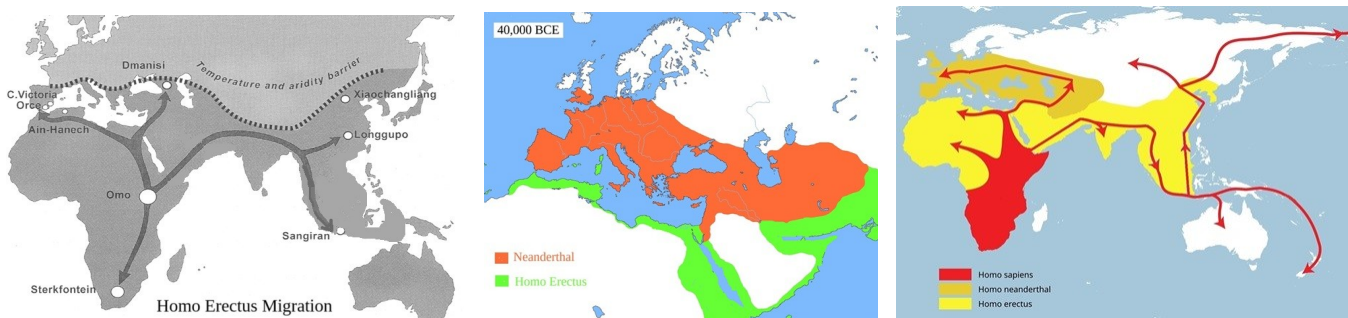 Dmanisi
Temperature and aridity barrier
C.Victoria
Orce
Xiaochangliang
Ain-Hanech
Longgupo
Omo
Sangiran
Sterkfontein
Homo Erectus Migration
40,000 BCE
Neanderthal
Homo Erectus
Homo sapiens
Homo neanderthal
Homo erectus